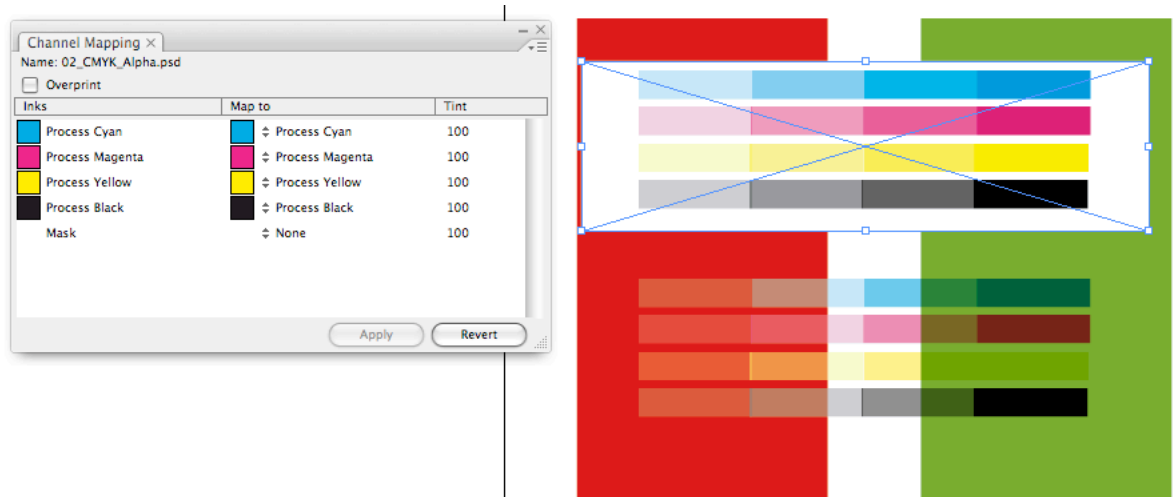 Channel Mapping
Name: 02_CMYK_Alpha.psd
Overprint
Inks Map to Tint
Process Cyan Process Cyan 100
Process Magenta Process Magenta 100
Process Yellow Process Yellow 100
Process Black Process Black 100
Mask None 100
Apply Revert